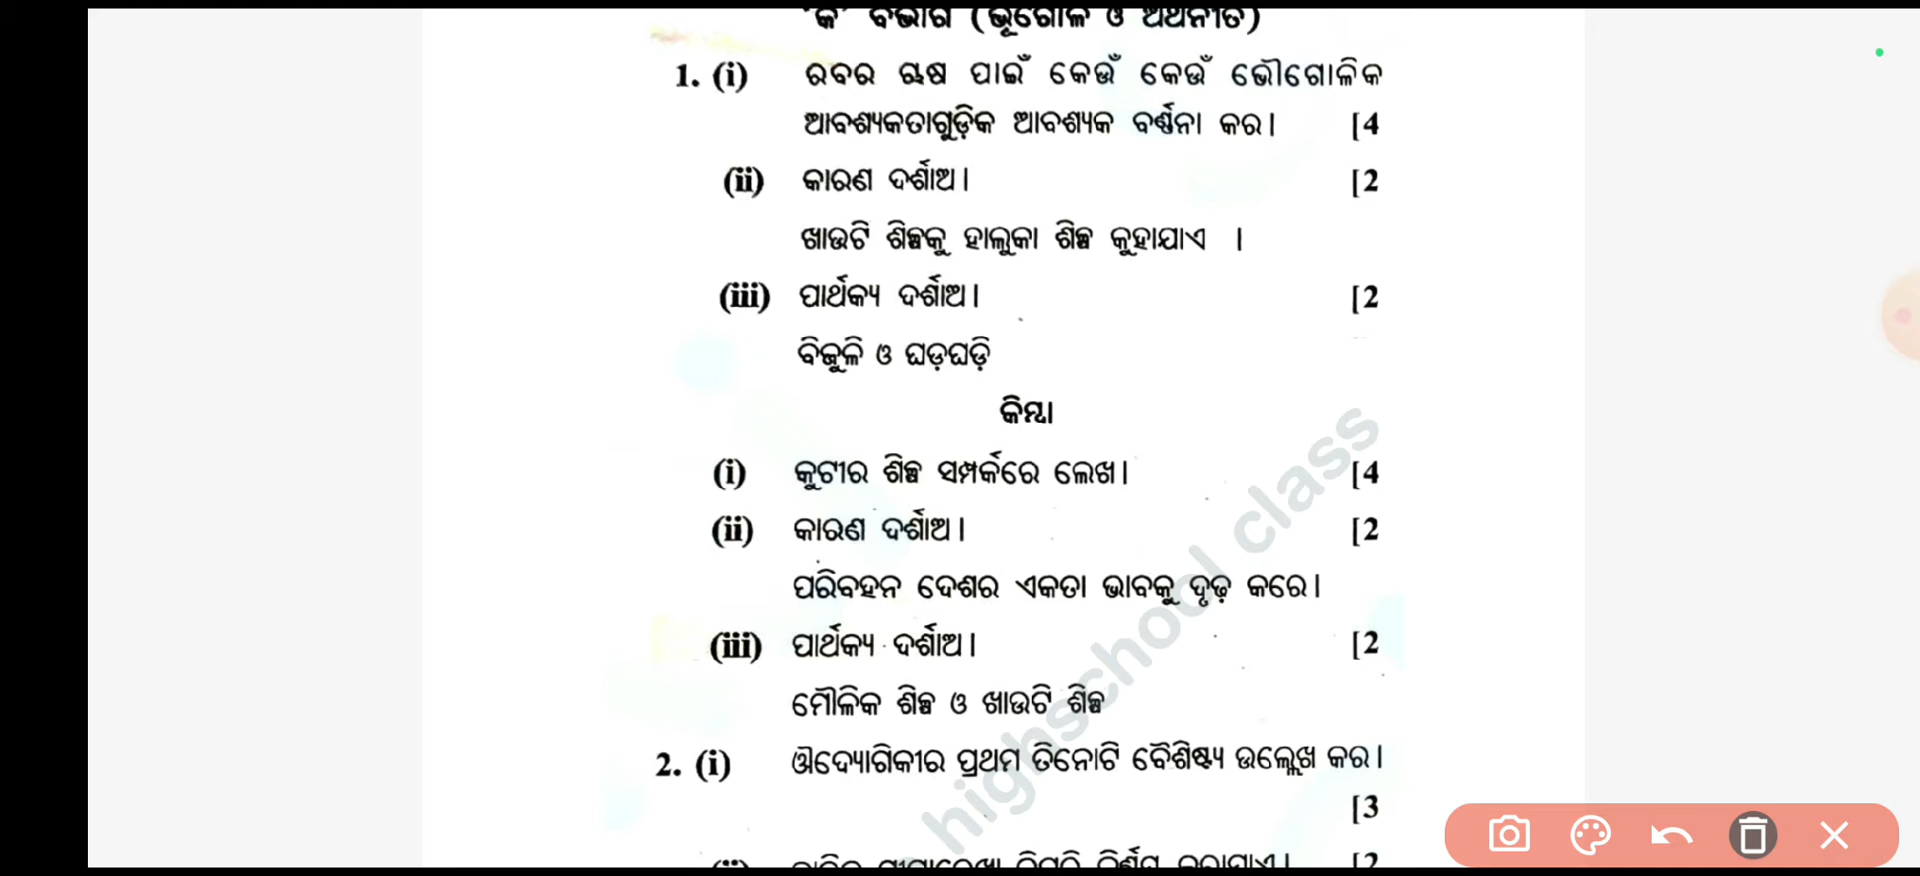 'କ' ବିଭାଗ (ଭୂଗୋଳ ଓ ଅର୍ଥନୀତି)
1. (i) ରବର ଋଷ ପାଇଁ କେଉଁ କେଉଁ ଭୌଗୋଳିକ
ଆବଶ୍ୟକତାଗୁଡ଼ିକ ଆବଶ୍ୟକ ବର୍ଣ୍ଣନା କର। [4
(ii) କାରଣ ଦର୍ଶାଅ। [2
ଖାଉଟି ଶିଳ୍ପକୁ ହାଲୁକା ଶିଳ୍ପ କୁହାଯାଏ ।
(iii) ପାର୍ଥକ୍ୟ ଦର୍ଶାଅ। [2
ବିଜୁଳି ଓ ଘଡ଼ଘଡ଼ି
କିମ୍ବା
(i) କୁଟୀର ଶିଳ୍ପ ସମ୍ପର୍କରେ ଲେଖ। [4
(ii) କାରଣ ଦର୍ଶାଅ। [2
ପରିବହନ ଦେଶର ଏକତା ଭାବକୁ ଦୃଢ଼ କରେ।
(iii) ପାର୍ଥକ୍ୟ ଦର୍ଶାଅ। [2
ମୌଳିକ ଶିଳ୍ପ ଓ ଖାଉଟି ଶିଳ୍ପ
2. (i) ଔଦ୍ୟୋଗିକୀର ପ୍ରଥମ ତିନୋଟି ବୈଶିଷ୍ଟ୍ୟ ଉଲ୍ଲେଖ କର।
[3
highschool class